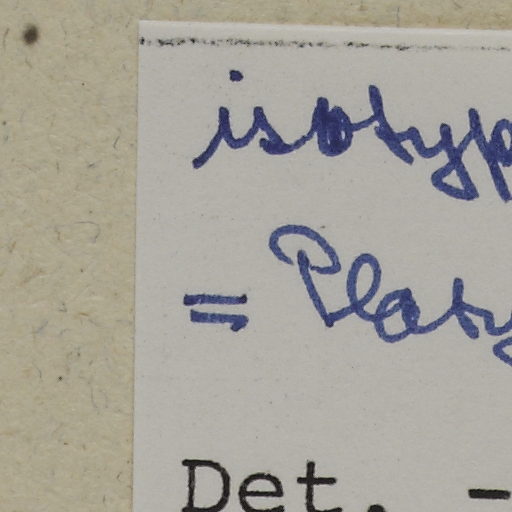 isotyp
= Platy
Det. -